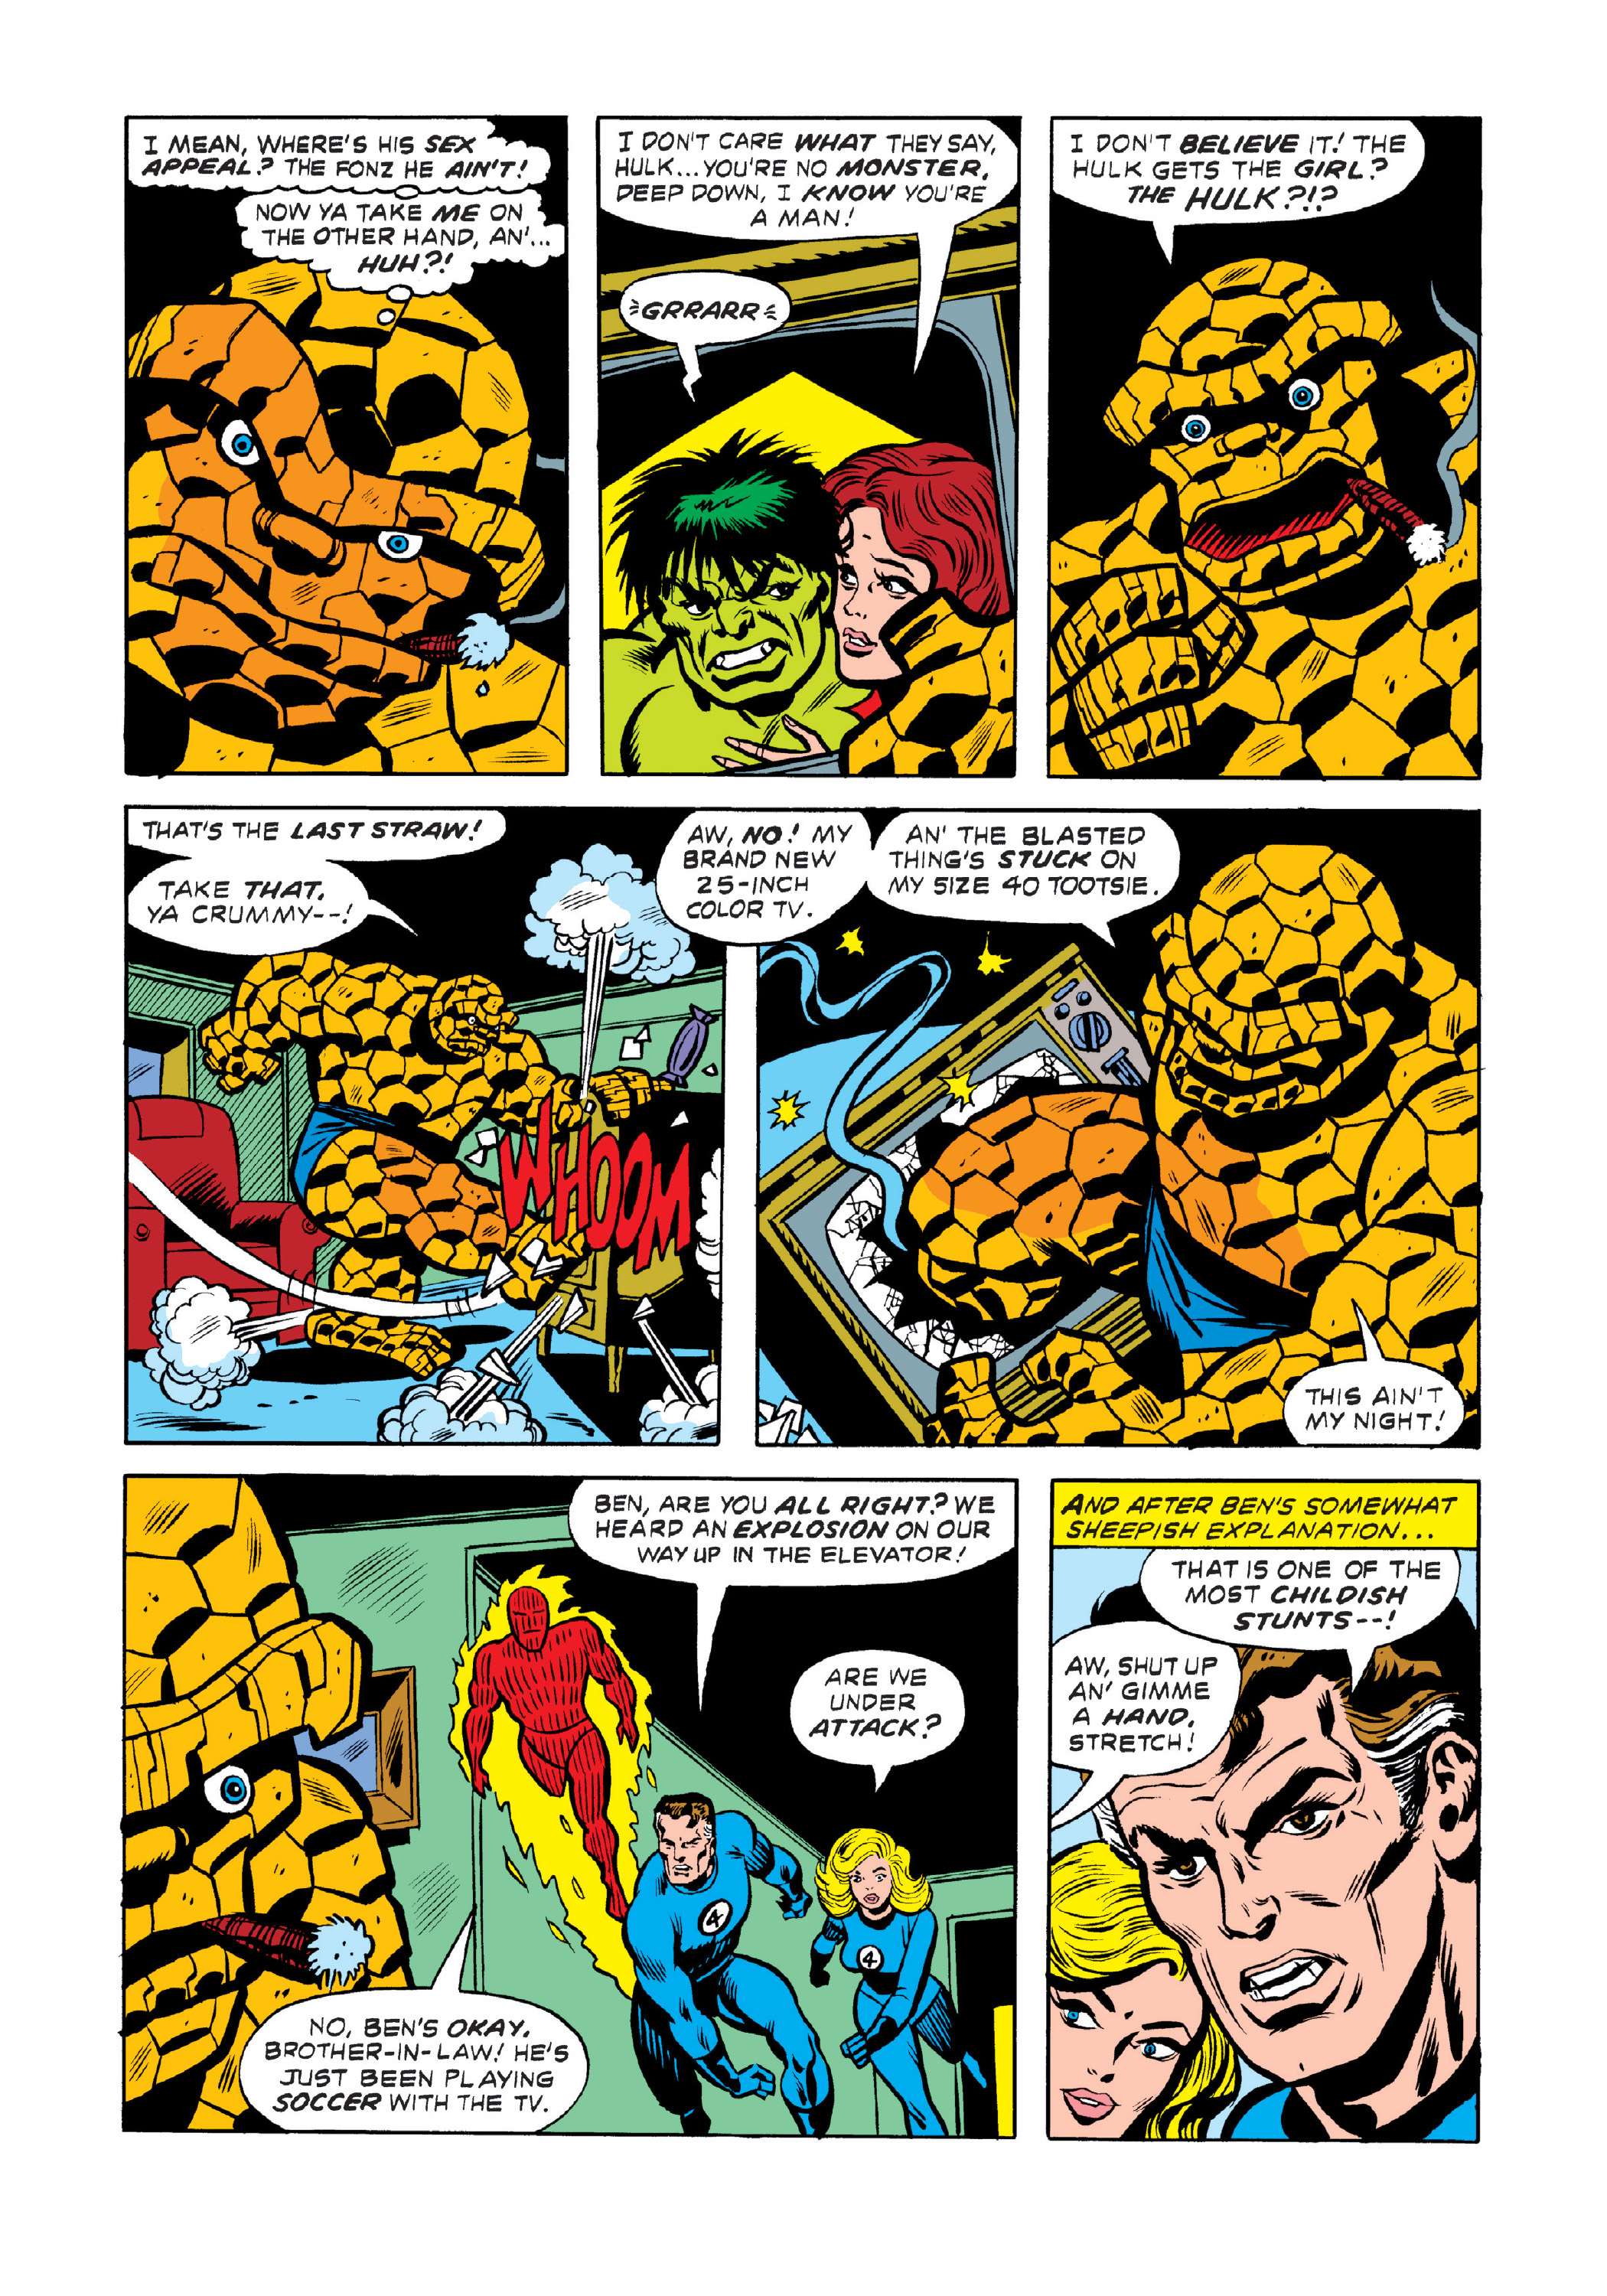 I MEAN, WHERE'S HIS SEX
APPEAL? THE FONZ HE AIN'T!
NOW YA TAKE ME ON
THE OTHER HAND, AN'...
HUH?!
I DON'T CARE WHAT THEY SAY,
HULK...YOU'RE NO MONSTER.
DEEP DOWN, I KNOW YOU'RE
A MAN!
GRRARR
I DON'T BELIEVE IT! THE
HULK GETS THE GIRL?
THE HULK?!?
THAT'S THE LAST STRAW!
TAKE THAT,
YA CRUMMY--!
WHOOM
AW, NO! MY
BRAND NEW
25-INCH
COLOR TV.
AN' THE BLASTED
THING'S STUCK ON
MY SIZE 40 TOOTSIE.
THIS AIN'T
MY NIGHT!
BEN, ARE YOU ALL RIGHT? WE
HEARD AN EXPLOSION ON OUR
WAY UP IN THE ELEVATOR!
ARE WE
UNDER
ATTACK?
4
4
NO, BEN'S OKAY,
BROTHER-IN-LAW! HE'S
JUST BEEN PLAYING
SOCCER WITH THE TV.
AND AFTER BEN'S SOMEWHAT
SHEEPISH EXPLANATION...
THAT IS ONE OF THE
MOST CHILDISH
STUNTS--!
AW, SHUT UP
AN' GIMME
A HAND,
STRETCH!